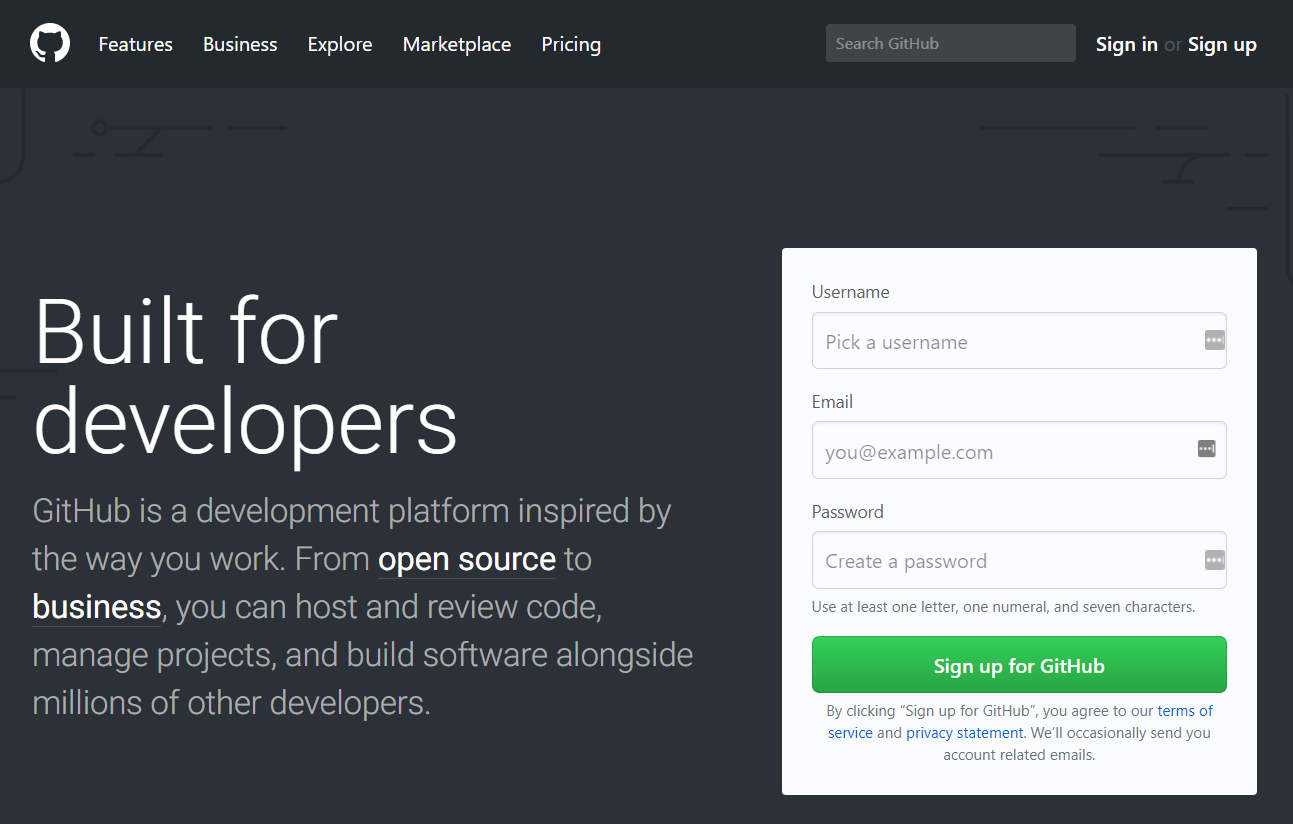 Features Business Explore Marketplace Pricing Search GitHub Sign in or Sign up
Built for
developers
GitHub is a development platform inspired by
the way you work. From open source to
business, you can host and review code,
manage projects, and build software alongside
millions of other developers.
Username
Pick a username
Email
you@example.com
Password
Create a password
Use at least one letter, one numeral, and seven characters.
Sign up for GitHub
By clicking “Sign up for GitHub”, you agree to our terms of
service and privacy statement. We’ll occasionally send you
account related emails.